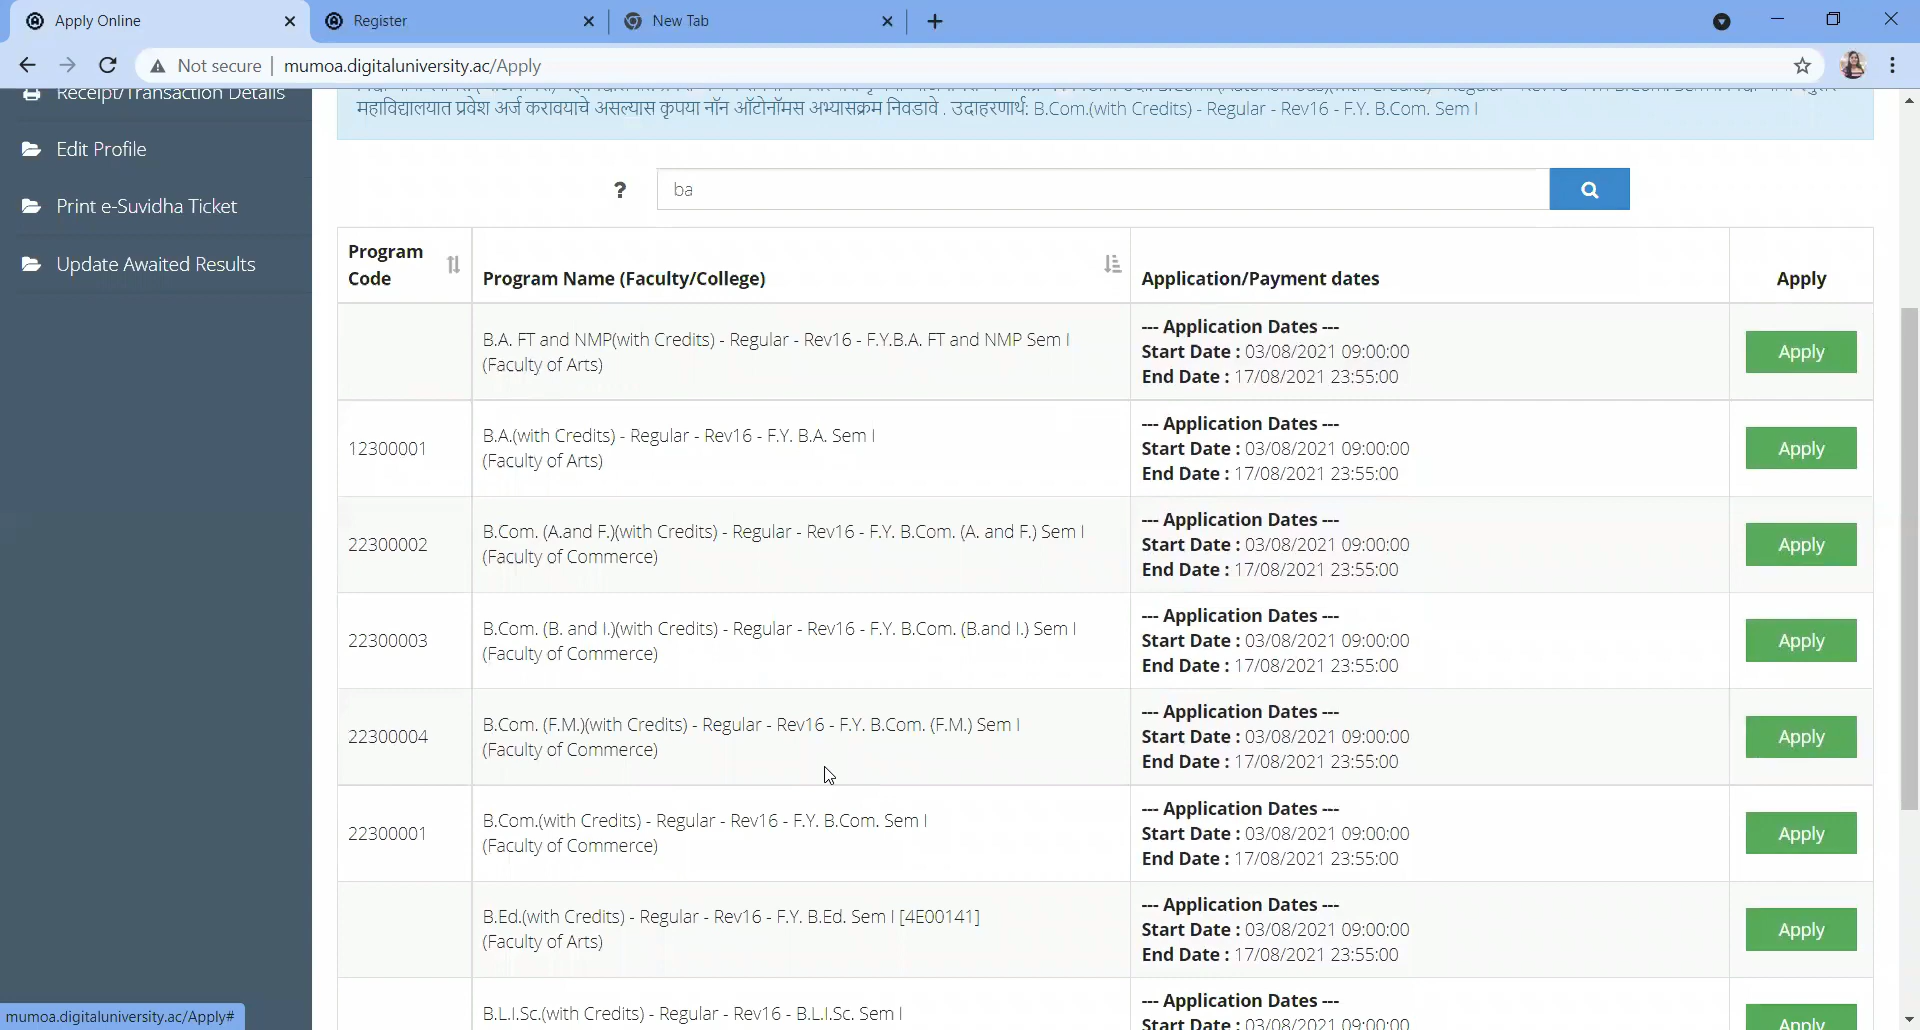 Apply Online
Register
New Tab
Not secure
mumoa.digitaluniversity.ac/Apply
Receipt/Transaction Details
Edit Profile
Print e-Suvidha Ticket
Update Awaited Results
महाविद्यालयात प्रवेश अर्ज करावयाचे असल्यास कृपया नॉन ऑटोनॉमस अभ्यासक्रम निवडावे . उदाहरणार्थ: B.Com.(with Credits) - Regular - Rev16 - F.Y. B.Com. Sem I
?
ba
Program Code
Program Name (Faculty/College)
Application/Payment dates
Apply
B.A. FT and NMP(with Credits) - Regular - Rev16 - F.Y.B.A. FT and NMP Sem I
(Faculty of Arts)
--- Application Dates ---
Start Date : 03/08/2021 09:00:00
End Date : 17/08/2021 23:55:00
Apply
12300001
B.A.(with Credits) - Regular - Rev16 - F.Y. B.A. Sem I
(Faculty of Arts)
--- Application Dates ---
Start Date : 03/08/2021 09:00:00
End Date : 17/08/2021 23:55:00
Apply
22300002
B.Com. (A.and F.)(with Credits) - Regular - Rev16 - F.Y. B.Com. (A. and F.) Sem I
(Faculty of Commerce)
--- Application Dates ---
Start Date : 03/08/2021 09:00:00
End Date : 17/08/2021 23:55:00
Apply
22300003
B.Com. (B. and I.)(with Credits) - Regular - Rev16 - F.Y. B.Com. (B.and I.) Sem I
(Faculty of Commerce)
--- Application Dates ---
Start Date : 03/08/2021 09:00:00
End Date : 17/08/2021 23:55:00
Apply
22300004
B.Com. (F.M.)(with Credits) - Regular - Rev16 - F.Y. B.Com. (F.M.) Sem I
(Faculty of Commerce)
--- Application Dates ---
Start Date : 03/08/2021 09:00:00
End Date : 17/08/2021 23:55:00
Apply
22300001
B.Com.(with Credits) - Regular - Rev16 - F.Y. B.Com. Sem I
(Faculty of Commerce)
--- Application Dates ---
Start Date : 03/08/2021 09:00:00
End Date : 17/08/2021 23:55:00
Apply
B.Ed.(with Credits) - Regular - Rev16 - F.Y. B.Ed. Sem I [4E00141]
(Faculty of Arts)
--- Application Dates ---
Start Date : 03/08/2021 09:00:00
End Date : 17/08/2021 23:55:00
Apply
B.L.I.Sc.(with Credits) - Regular - Rev16 - B.L.I.Sc. Sem I
--- Application Dates ---
Start Date : 03/08/2021 09:00:00
Apply
mumoa.digitaluniversity.ac/Apply#